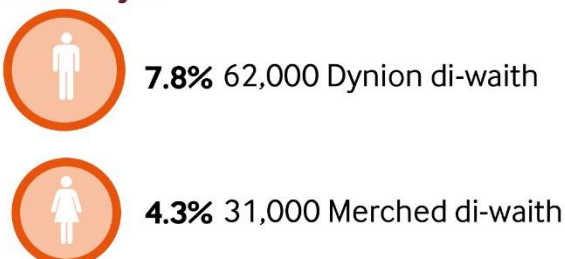 7.8% 62,000 Dynion di-waith
4.3% 31,000 Merched di-waith